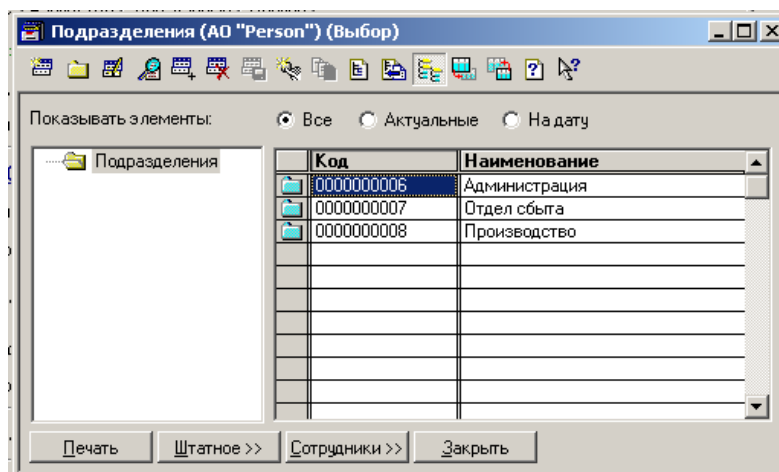 Подразделения (АО "Person") (Выбор)
Показывать элементы: Все Актуальные На дату
Подразделения
Код Наименование
0000000006 Администрация
0000000007 Отдел сбыта
0000000008 Производство
Печать Штатное >> Сотрудники >> Закрыть